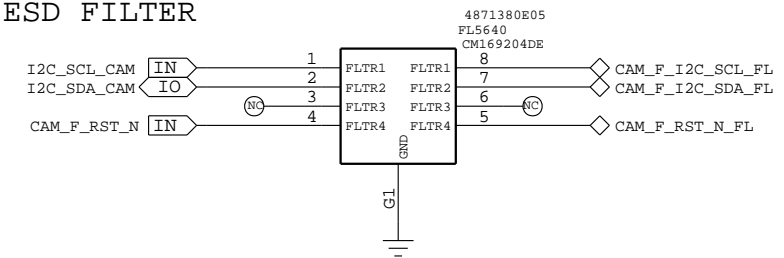 ESD FILTER
4871380E05
FL5640
CM169204DE
I2C_SCL_CAM IN 1 FLTR1 FLTR1 8 CAM_F_I2C_SCL_FL
I2C_SDA_CAM IO 2 FLTR2 FLTR2 7 CAM_F_I2C_SDA_FL
NC 3 FLTR3 FLTR3 6 NC
CAM_F_RST_N IN 4 FLTR4 FLTR4 5 CAM_F_RST_N_FL
GND
G1